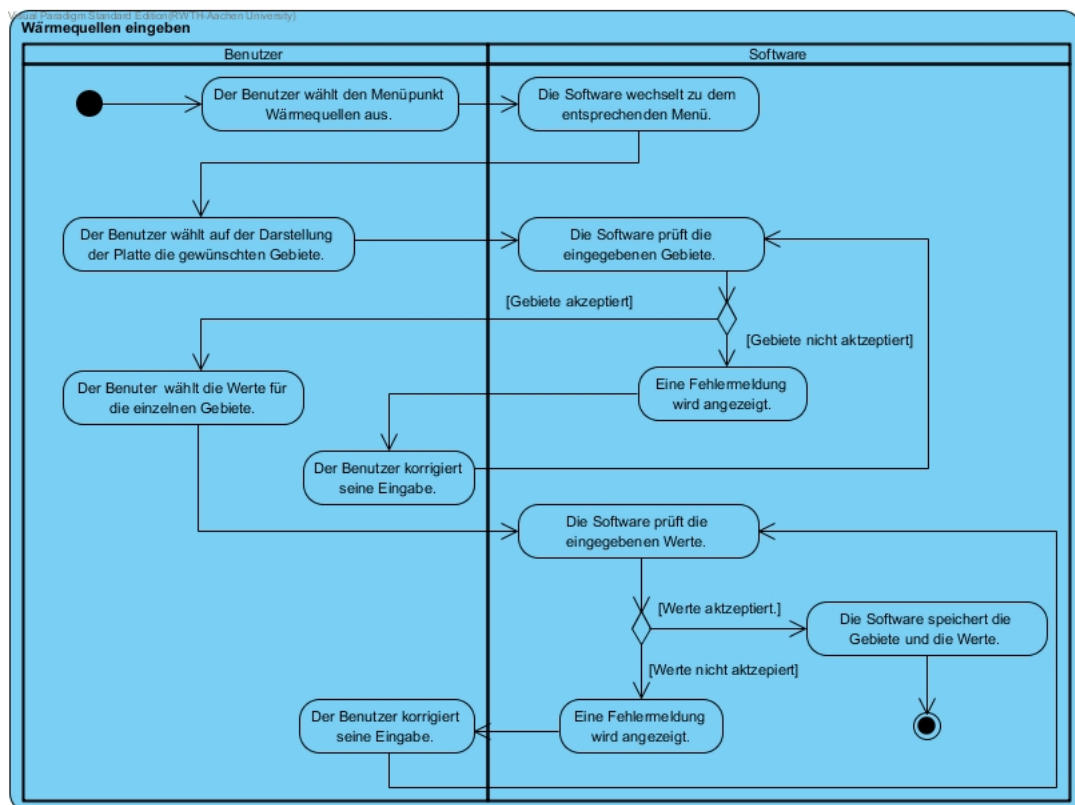 Visual Paradigm Standard Edition(RWTH-Aachen University)
Wärmequellen eingeben
Benutzer
Software
Der Benutzer wählt den Menüpunkt
Wärmequellen aus.
Die Software wechselt zu dem
entsprechenden Menü.
Der Benutzer wählt auf der Darstellung
der Platte die gewünschten Gebiete.
Die Software prüft die
eingegebenen Gebiete.
[Gebiete akzeptiert]
[Gebiete nicht aktzeptiert]
Der Benuter wählt die Werte für
die einzelnen Gebiete.
Eine Fehlermeldung
wird angezeigt.
Der Benutzer korrigiert
seine Eingabe.
Die Software prüft die
eingegebenen Werte.
[Werte aktzeptiert.]
Die Software speichert die
Gebiete und die Werte.
[Werte nicht aktzepiert]
Der Benutzer korrigiert
seine Eingabe.
Eine Fehlermeldung
wird angezeigt.